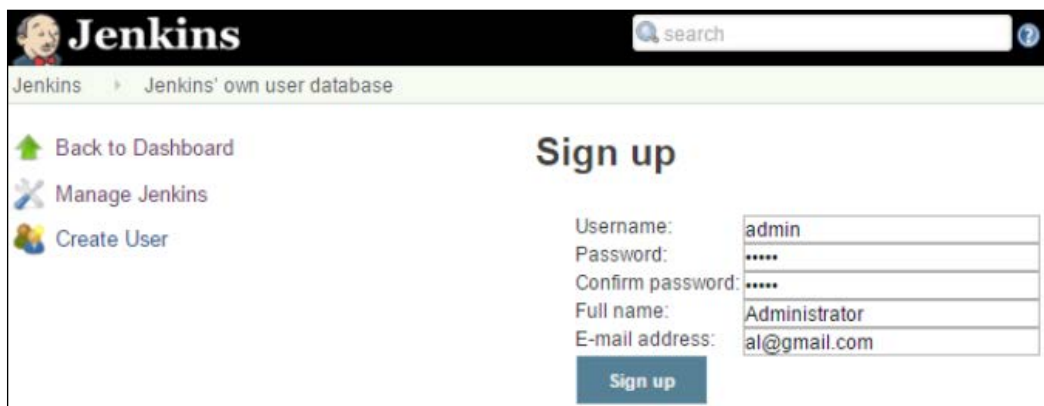 Jenkins
search
Jenkins Jenkins' own user database
Back to Dashboard
Manage Jenkins
Create User
Sign up
Username: admin
Password: •••••
Confirm password: •••••
Full name: Administrator
E-mail address: al@gmail.com
Sign up